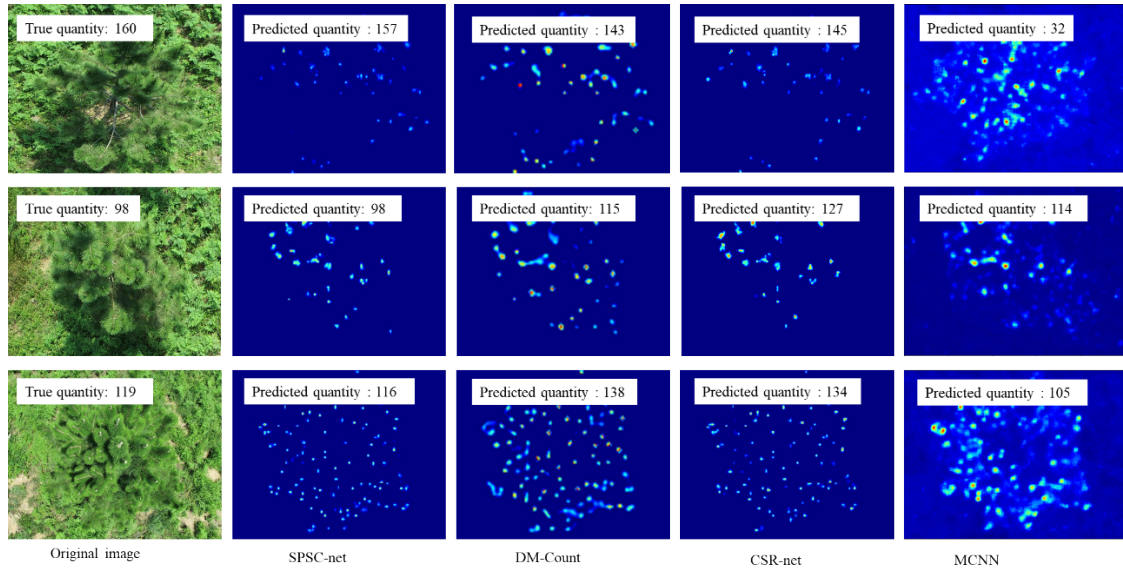 True quantity: 160
Predicted quantity : 157
Predicted quantity : 143
Predicted quantity : 145
Predicted quantity : 32
True quantity: 98
Predicted quantity: 98
Predicted quantity : 115
Predicted quantity: 127
Predicted quantity : 114
True quantity: 119
Predicted quantity : 116
Predicted quantity : 138
Predicted quantity : 134
Predicted quantity : 105
Original image
SPSC-net
DM-Count
CSR-net
MCNN